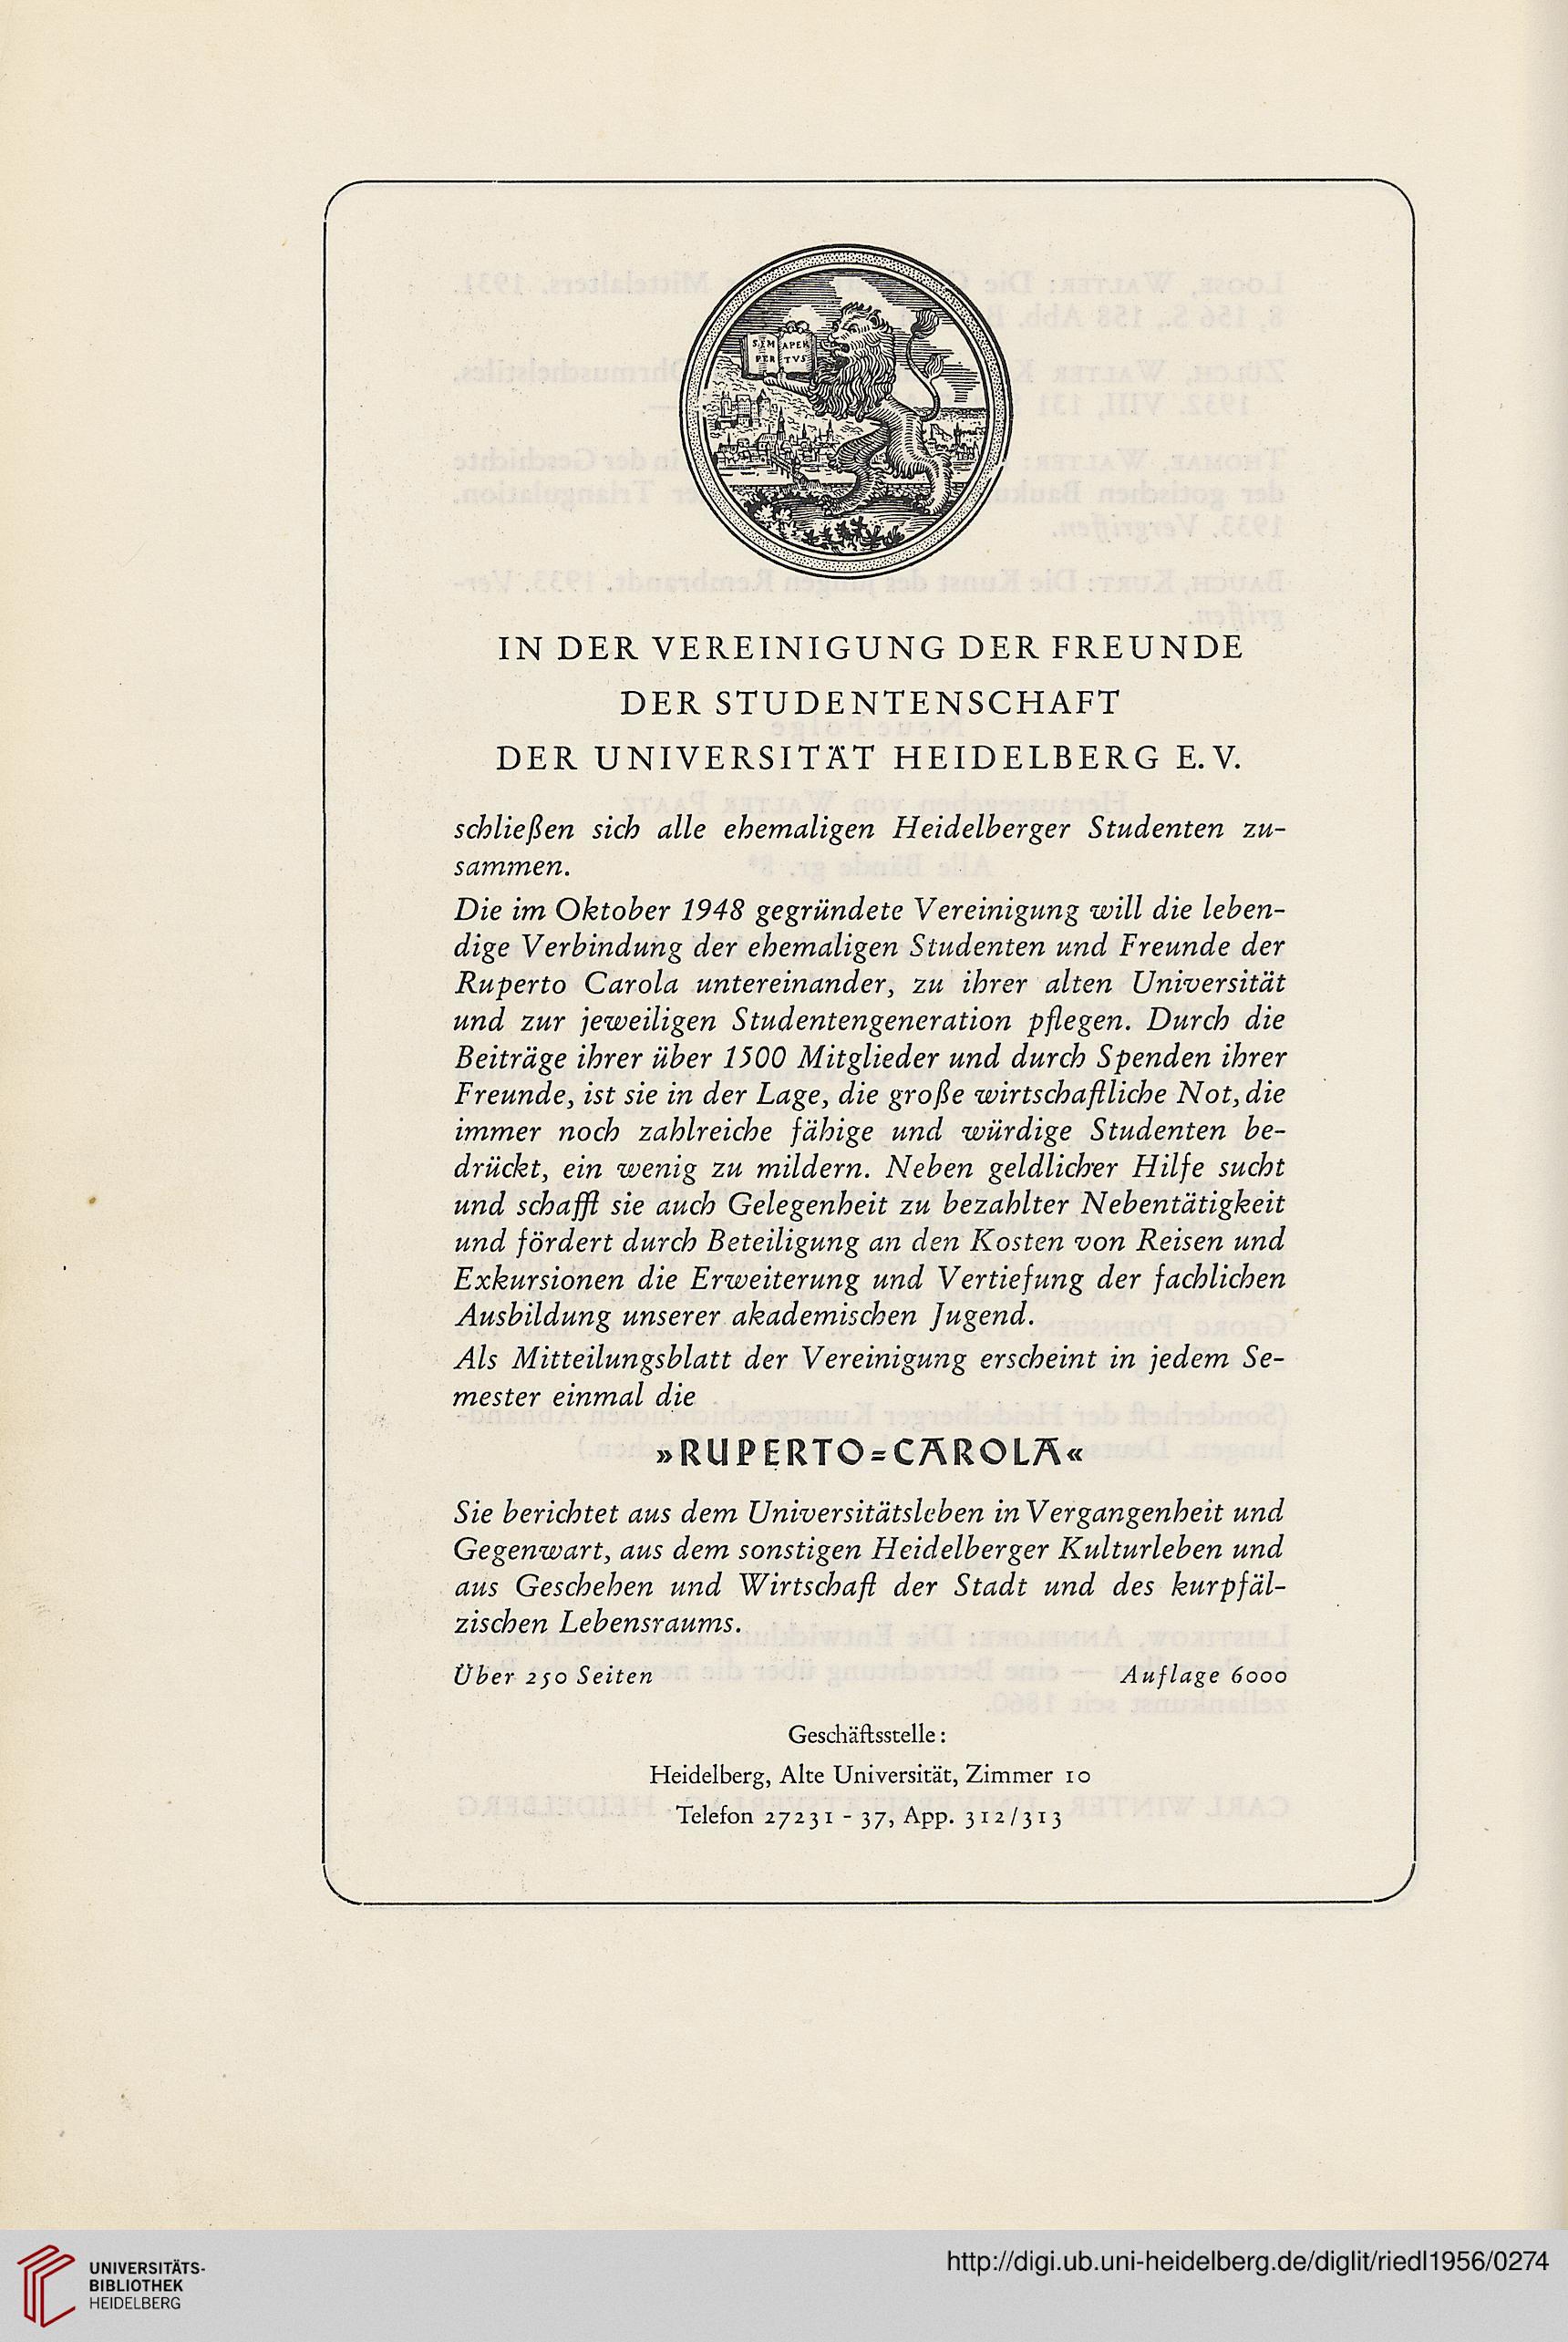 SEM APER
PER TVS
IN DER VEREINIGUNG DER FREUNDE
DER STUDENTENSCHAFT
DER UNIVERSITÄT HEIDELBERG E. V.
schließen sich alle ehemaligen Heidelberger Studenten zu-
sammen.
Die im Oktober 1948 gegründete Vereinigung will die leben-
dige Verbindung der ehemaligen Studenten und Freunde der
Ruperto Carola untereinander, zu ihrer alten Universität
und zur jeweiligen Studentengeneration pflegen. Durch die
Beiträge ihrer über 1500 Mitglieder und durch Spenden ihrer
Freunde, ist sie in der Lage, die große wirtschaftliche Not, die
immer noch zahlreiche fähige und würdige Studenten be-
drückt, ein wenig zu mildern. Neben geldlicher Hilfe sucht
und schafft sie auch Gelegenheit zu bezahlter Nebentätigkeit
und fördert durch Beteiligung an den Kosten von Reisen und
Exkursionen die Erweiterung und Vertiefung der fachlichen
Ausbildung unserer akademischen Jugend.
Als Mitteilungsblatt der Vereinigung erscheint in jedem Se-
mester einmal die
»RUPERTO=CAROLA«
Sie berichtet aus dem Universitätsleben in Vergangenheit und
Gegenwart, aus dem sonstigen Heidelberger Kulturleben und
aus Geschehen und Wirtschaft der Stadt und des kurpfäl-
zischen Lebensraums.
Über 250 Seiten Auflage 6000
Geschäftsstelle:
Heidelberg, Alte Universität, Zimmer 10
Telefon 27231 - 37, App. 312/313
UNIVERSITÄTS-
BIBLIOTHEK
HEIDELBERG
http://digi.ub.uni-heidelberg.de/diglit/riedl1956/0274